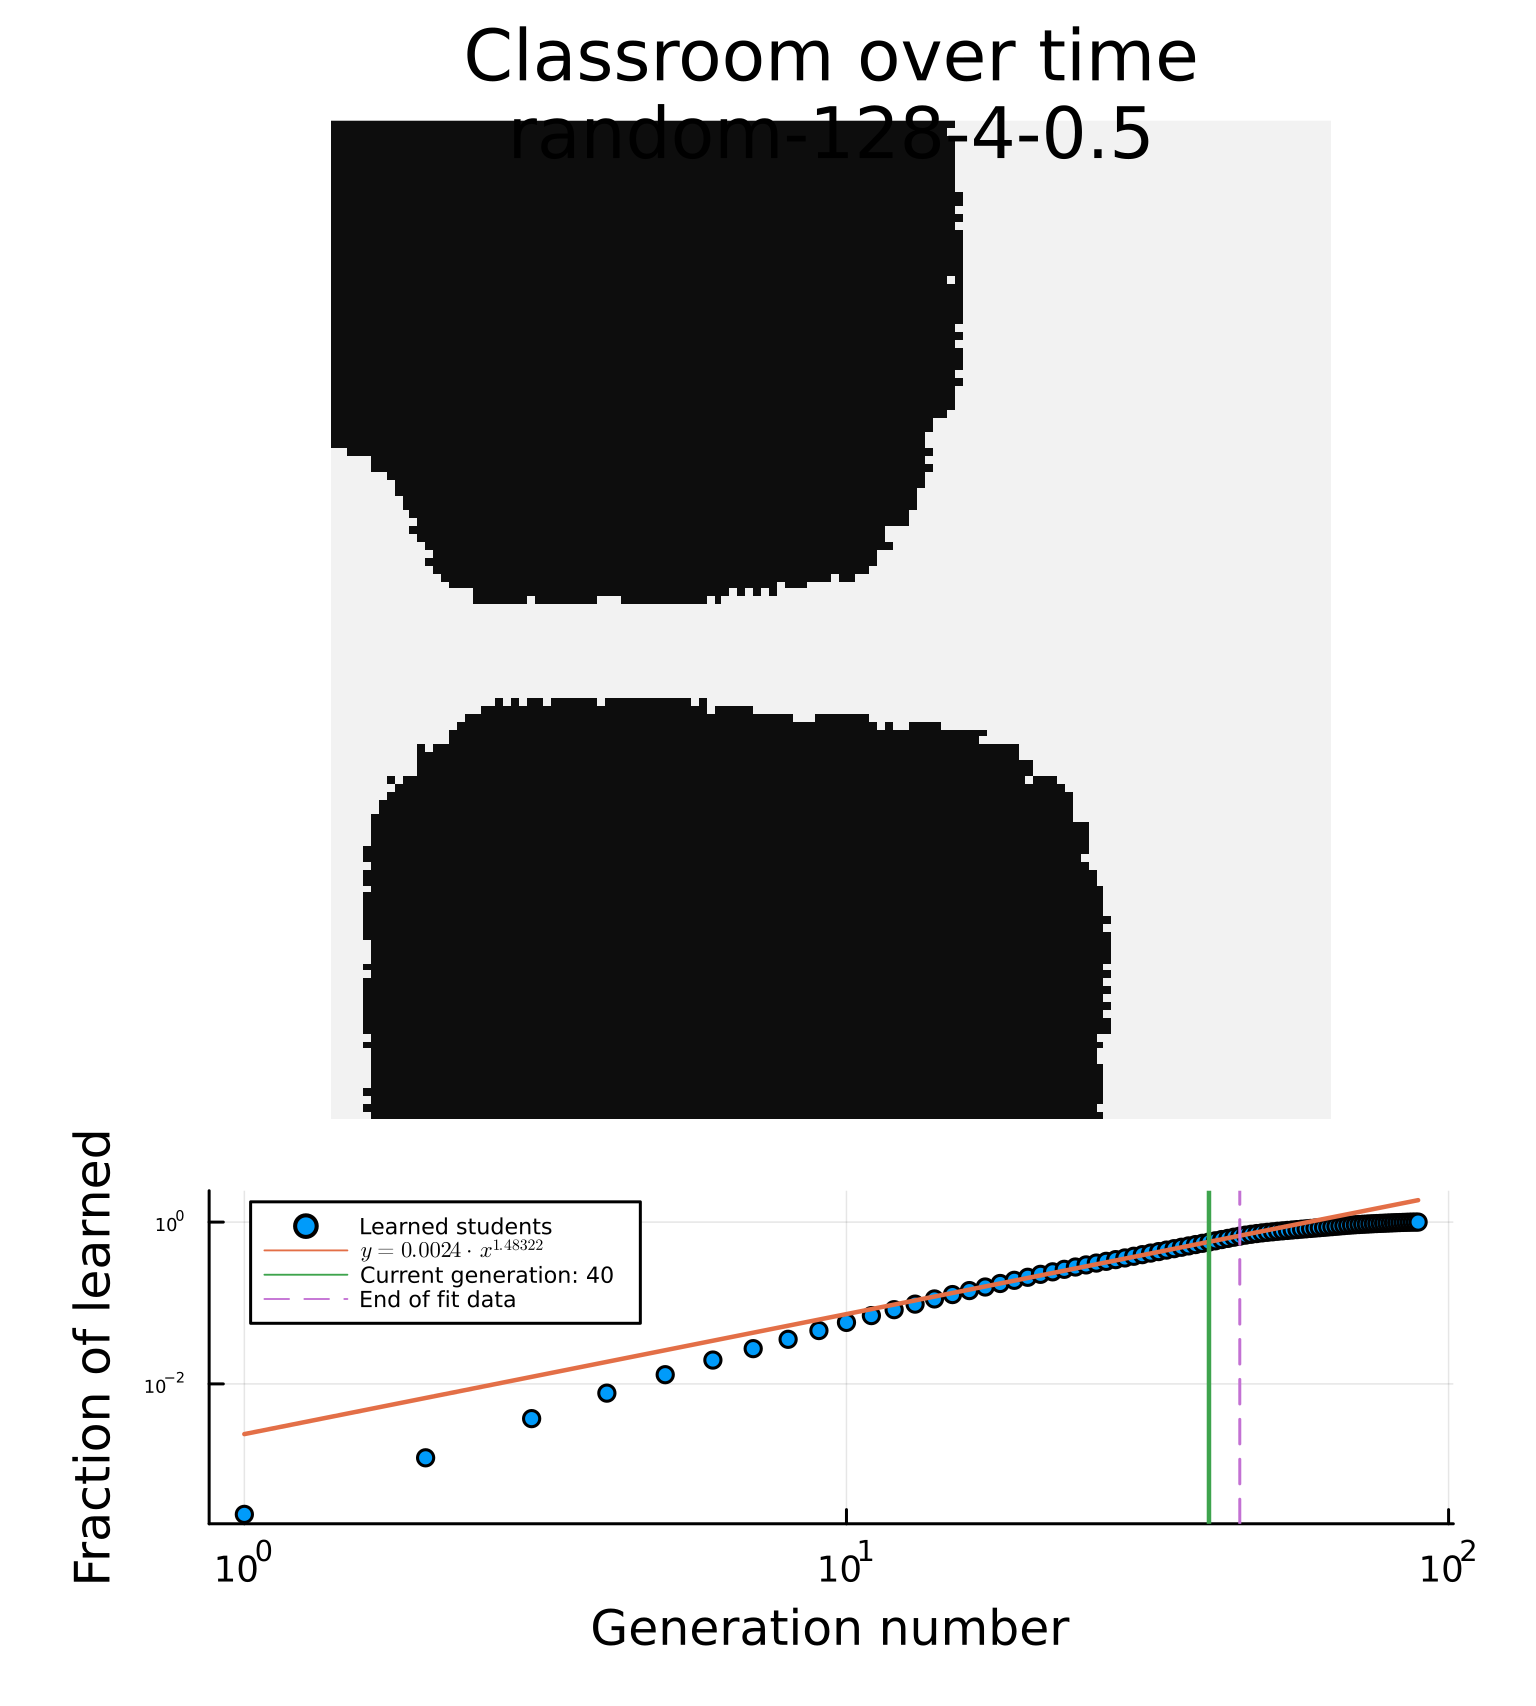 Classroom over time
random-128-4-0.5
Fraction of learned
10^0
10^-2
Learned students
y = 0.0024 · x^1.48322
Current generation: 40
End of fit data
10^0
10^1
10^2
Generation number